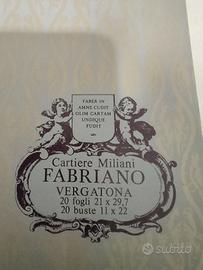 FABER IN
AMNE CUDIT
OLIM CARTAM
UNDIQUE
FUDIT
Cartiere Miliani
FABRIANO
VERGATONA
20 fogli 21 x 29,7
20 buste 11 x 22
subito